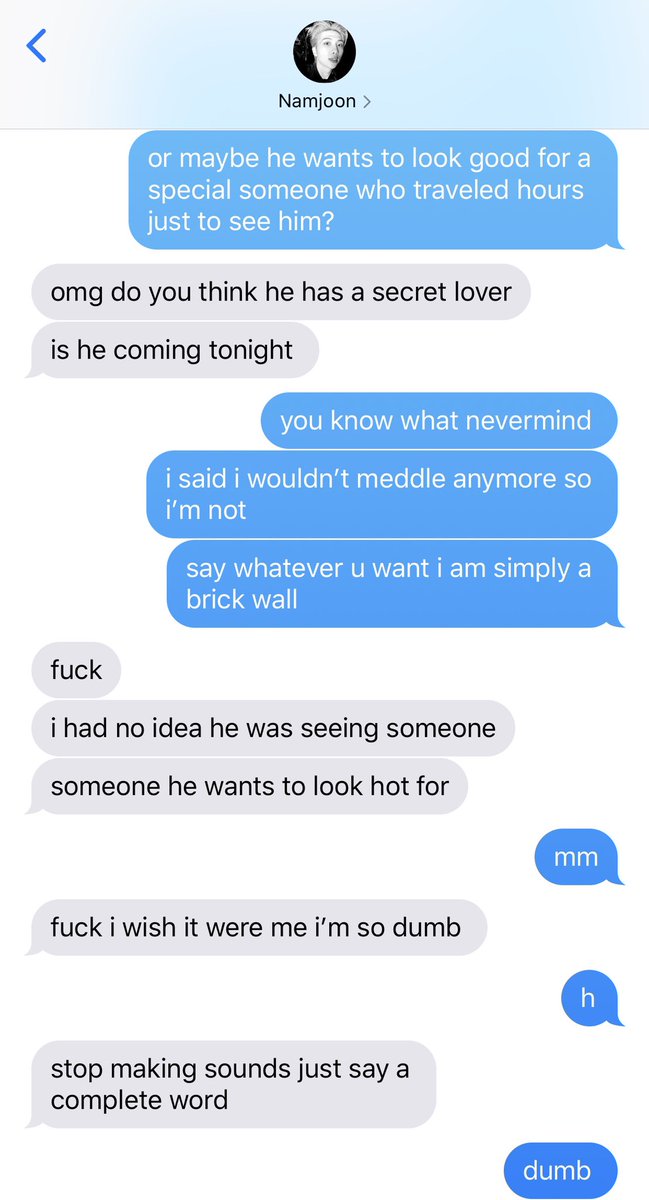 Namjoon
or maybe he wants to look good for a
special someone who traveled hours
just to see him?
omg do you think he has a secret lover
is he coming tonight
you know what nevermind
i said i wouldn’t meddle anymore so
i’m not
say whatever u want i am simply a
brick wall
fuck
i had no idea he was seeing someone
someone he wants to look hot for
mm
fuck i wish it were me i’m so dumb
h
stop making sounds just say a
complete word
dumb